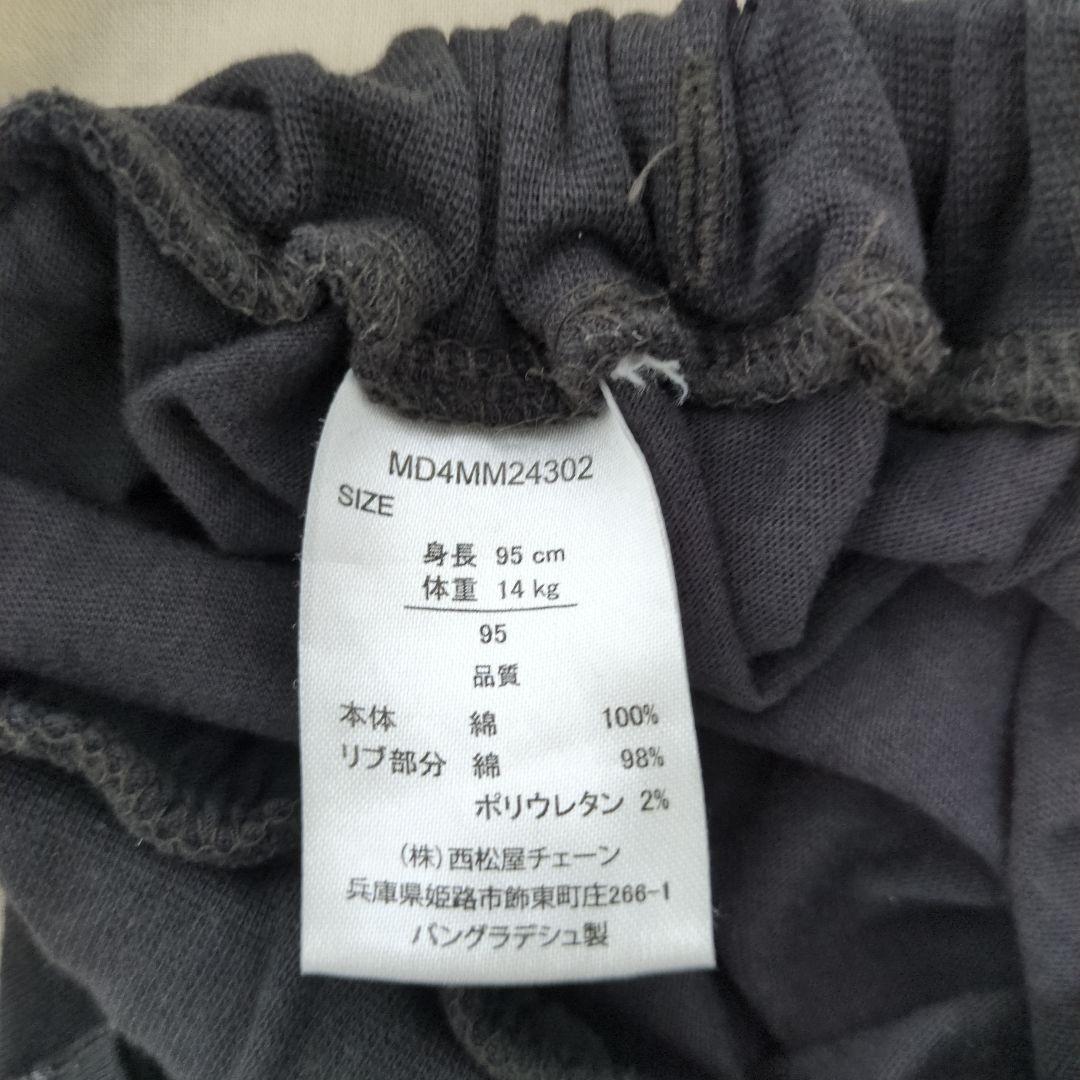 MD4MM24302
SIZE
身長 95 cm
体重 14 kg
95
品質
本体 綿 100%
リブ部分 綿 98%
ポリウレタン 2%
(株)西松屋チェーン
兵庫県姫路市飾東町庄266-1
バングラデシュ製